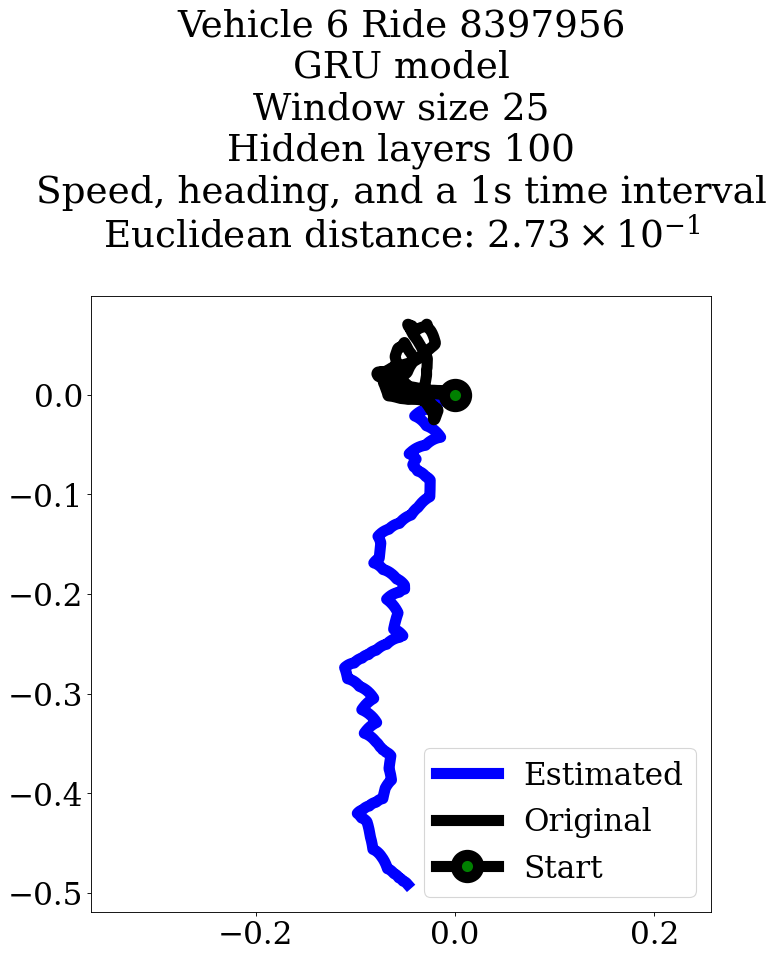 Vehicle 6 Ride 8397956
GRU model
Window size 25
Hidden layers 100
Speed, heading, and a 1s time interval
Euclidean distance: 2.73 × 10⁻¹
0.0
−0.1
−0.2
−0.3
−0.4
−0.5
Estimated
Original
Start
−0.2
0.0
0.2